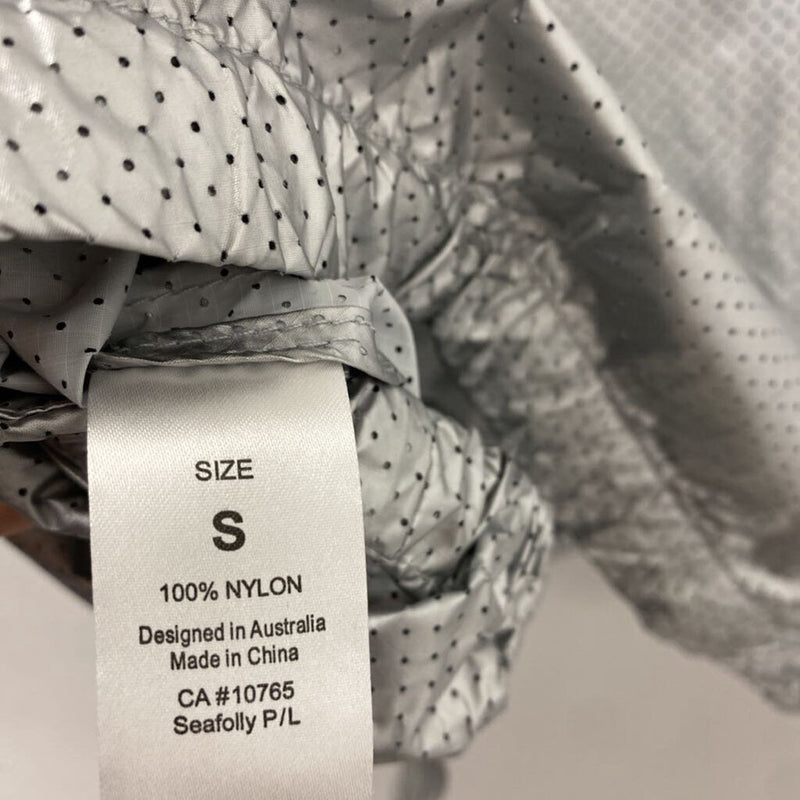 SIZE
S
100% NYLON
Designed in Australia
Made in China
CA #10765
Seafolly P/L